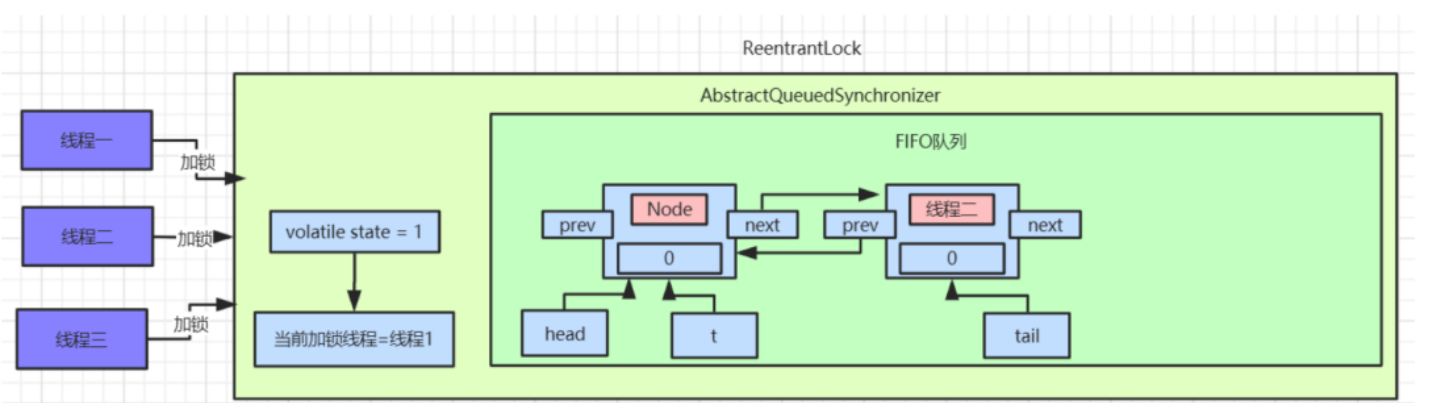 ReentrantLock
AbstractQueuedSynchronizer
FIFO队列
线程一
加锁
线程二
加锁
线程三
加锁
volatile state = 1
当前加锁线程=线程1
prev
Node
next
0
prev
线程二
next
0
head
t
tail